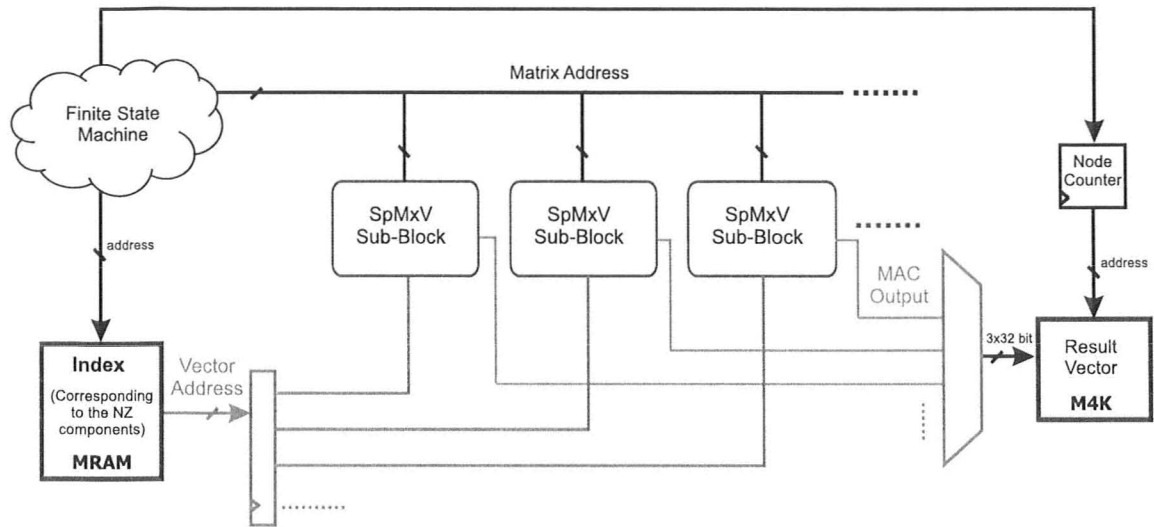 Matrix Address
Finite State
Machine
Node
Counter
SpMxV
Sub-Block
SpMxV
Sub-Block
SpMxV
Sub-Block
address
address
MAC
Output
Index
(Corresponding
to the NZ
components)
MRAM
Vector
Address
3x32 bit
Result
Vector
M4K